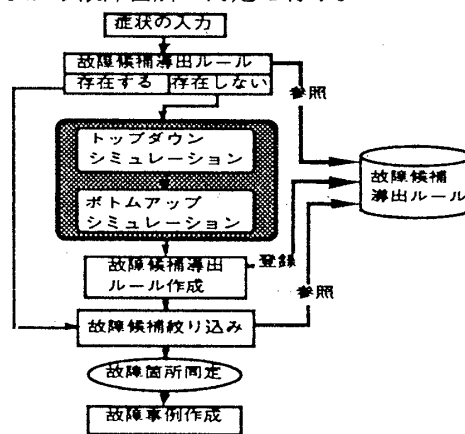 症状の入力
故障候補導出ルール
存在する 存在しない
参照
トップダウン
シミュレーション
故障候補
導出ルール
ボトムアップ
シミュレーション
登録
故障候補導出
ルール作成
参照
故障候補絞り込み
故障箇所同定
故障事例作成